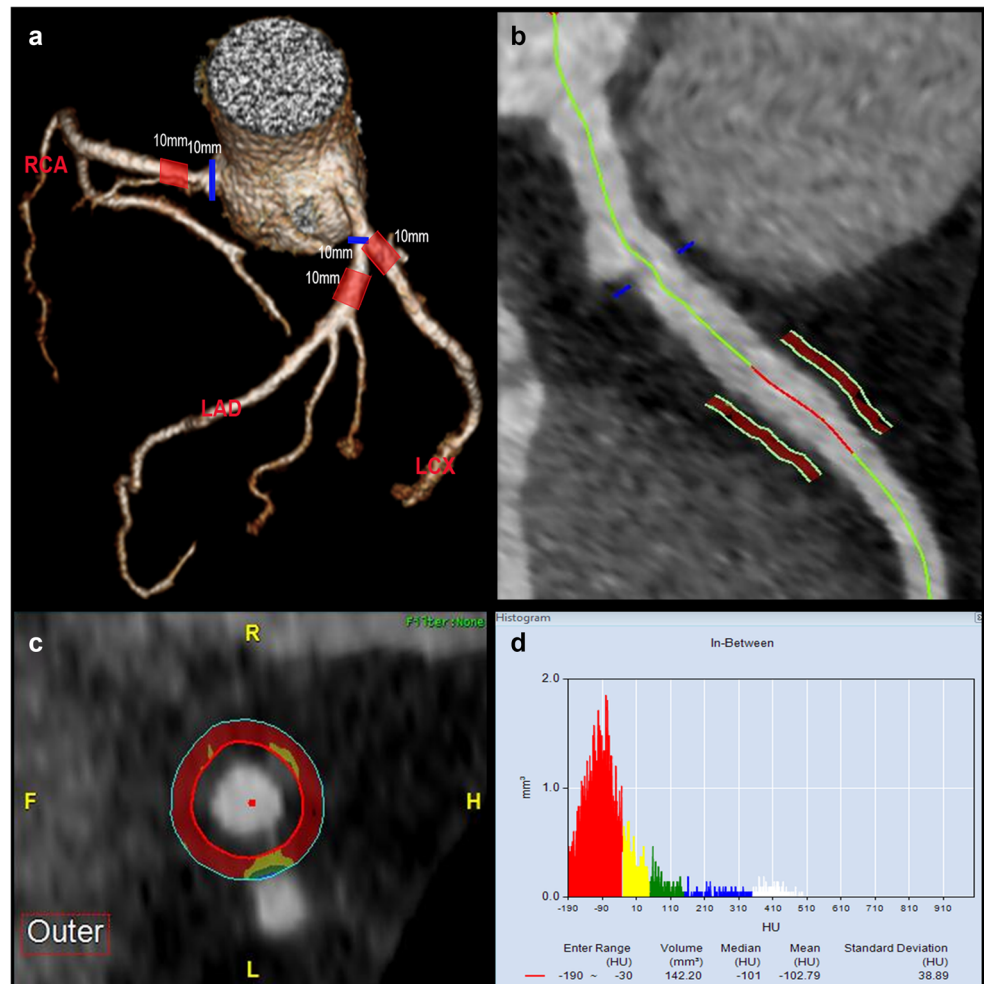 a
10mm 10mm
RCA
10mm
10mm
10mm
LAD
LCX
b
c
Filter:None
R
F
H
Outer
L
Histogram
d
In-Between
2.0
1.0
0.0
mm³
-190 -90 10 110 210 310 410 510 610 710 810 910
HU
Enter Range Volume Median Mean Standard Deviation
(HU) (mm³) (HU) (HU) (HU)
-190 ~ -30 142.20 -101 -102.79 38.89